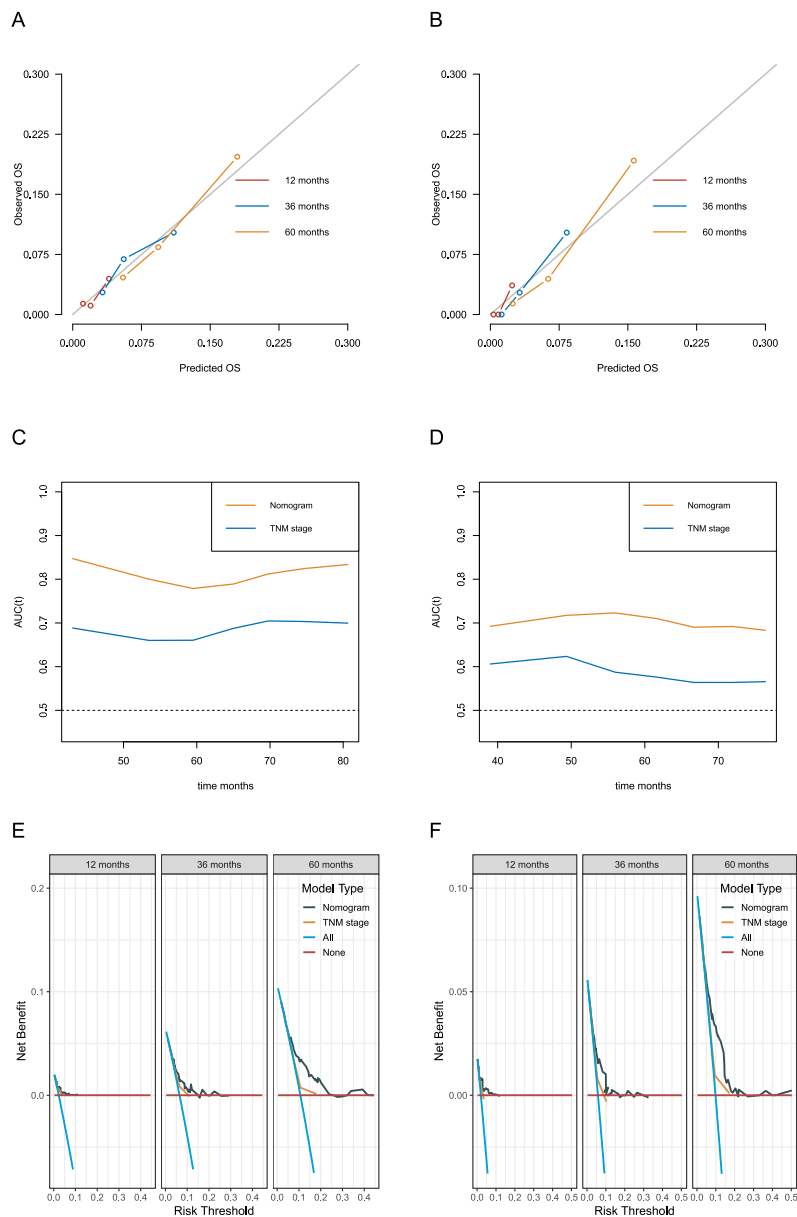 A
B
0.300
0.225
0.150
0.075
0.000
Observed OS
12 months
36 months
60 months
0.000
0.075
0.150
0.225
0.300
Predicted OS
0.300
0.225
0.150
0.075
0.000
Observed OS
12 months
36 months
60 months
0.000
0.075
0.150
0.225
0.300
Predicted OS
C
D
1.0
0.9
0.8
0.7
0.6
0.5
AUC(t)
Nomogram
TNM stage
50
60
70
80
time months
1.0
0.9
0.8
0.7
0.6
0.5
AUC(t)
Nomogram
TNM stage
40
50
60
70
time months
E
F
12 months
36 months
60 months
0.2
0.1
0.0
Net Benefit
Model Type
Nomogram
TNM stage
All
None
0.0 0.1 0.2 0.3 0.4
0.0 0.1 0.2 0.3 0.4
0.0 0.1 0.2 0.3 0.4
Risk Threshold
12 months
36 months
60 months
0.10
0.05
0.00
Net Benefit
Model Type
Nomogram
TNM stage
All
None
0.0 0.1 0.2 0.3 0.4 0.5
0.0 0.1 0.2 0.3 0.4 0.5
0.0 0.1 0.2 0.3 0.4 0.5
Risk Threshold